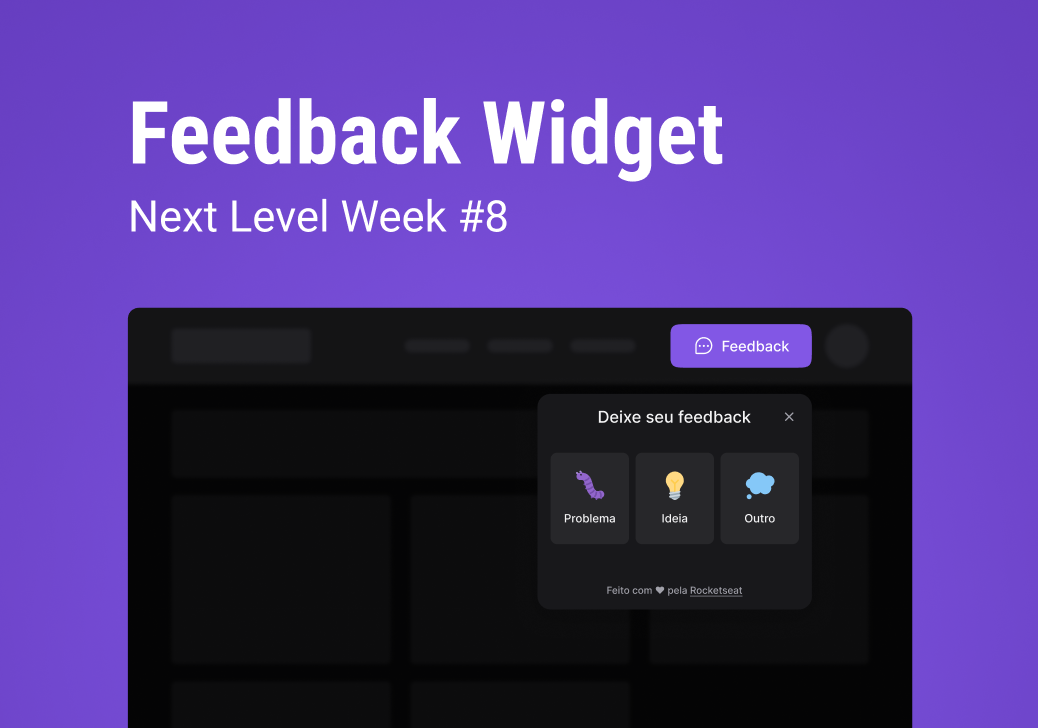 Feedback Widget
Next Level Week #8
Feedback
Deixe seu feedback
Problema
Ideia
Outro
Feito com ♥ pela Rocketseat